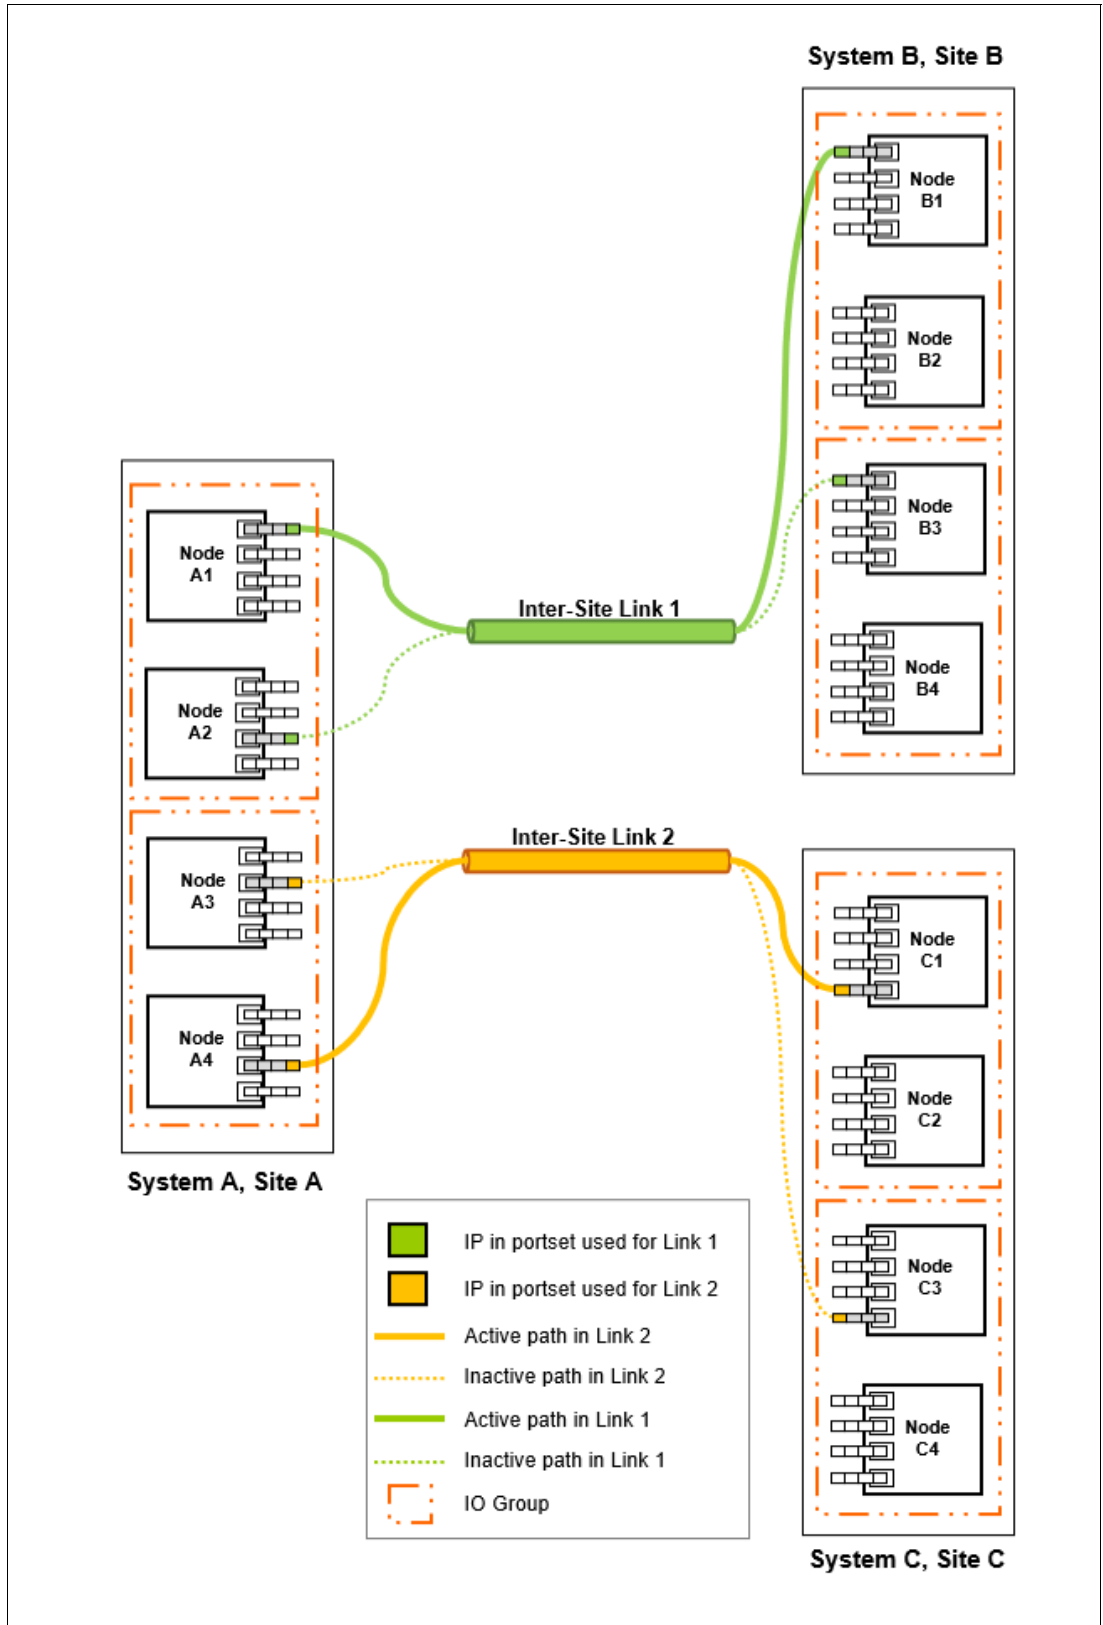 System B, Site B
Node
B1
Node
B2
Node
B3
Node
B4
Node
A1
Node
A2
Node
A3
Node
A4
System A, Site A
Inter-Site Link 1
Inter-Site Link 2
Node
C1
Node
C2
Node
C3
Node
C4
System C, Site C
IP in portset used for Link 1
IP in portset used for Link 2
Active path in Link 2
Inactive path in Link 2
Active path in Link 1
Inactive path in Link 1
IO Group